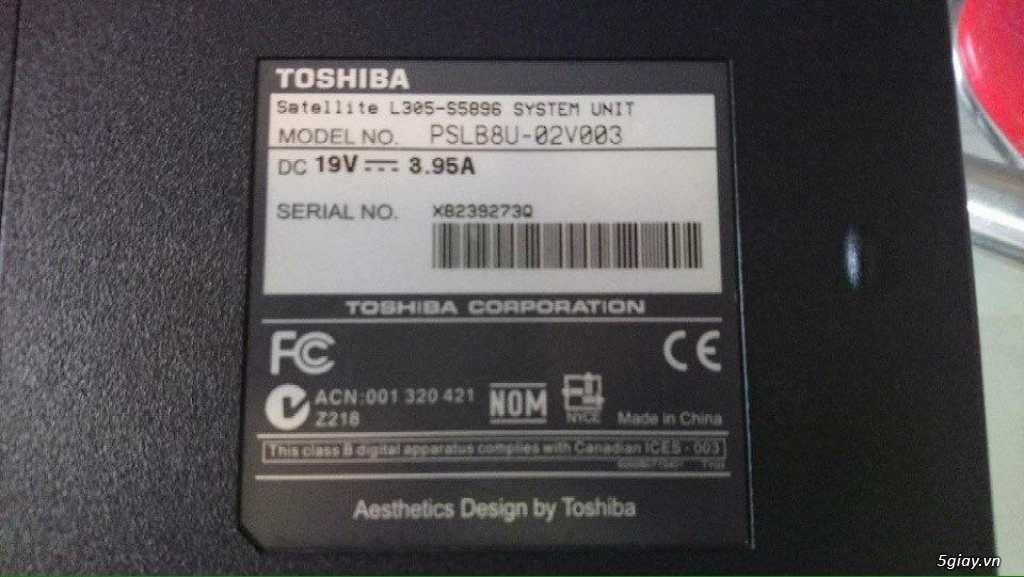 TOSHIBA
Satellite L305-S5896 SYSTEM UNIT
MODEL NO. PSLB8U-02V003
DC 19V 3.95A
SERIAL NO. X8239273Q
TOSHIBA CORPORATION
FC CE
ACN:001 320 421
Z218
NOM
NYCE
Made in China
This class B digital apparatus complies with Canadian ICES - 003
Aesthetics Design by Toshiba
5giay.vn